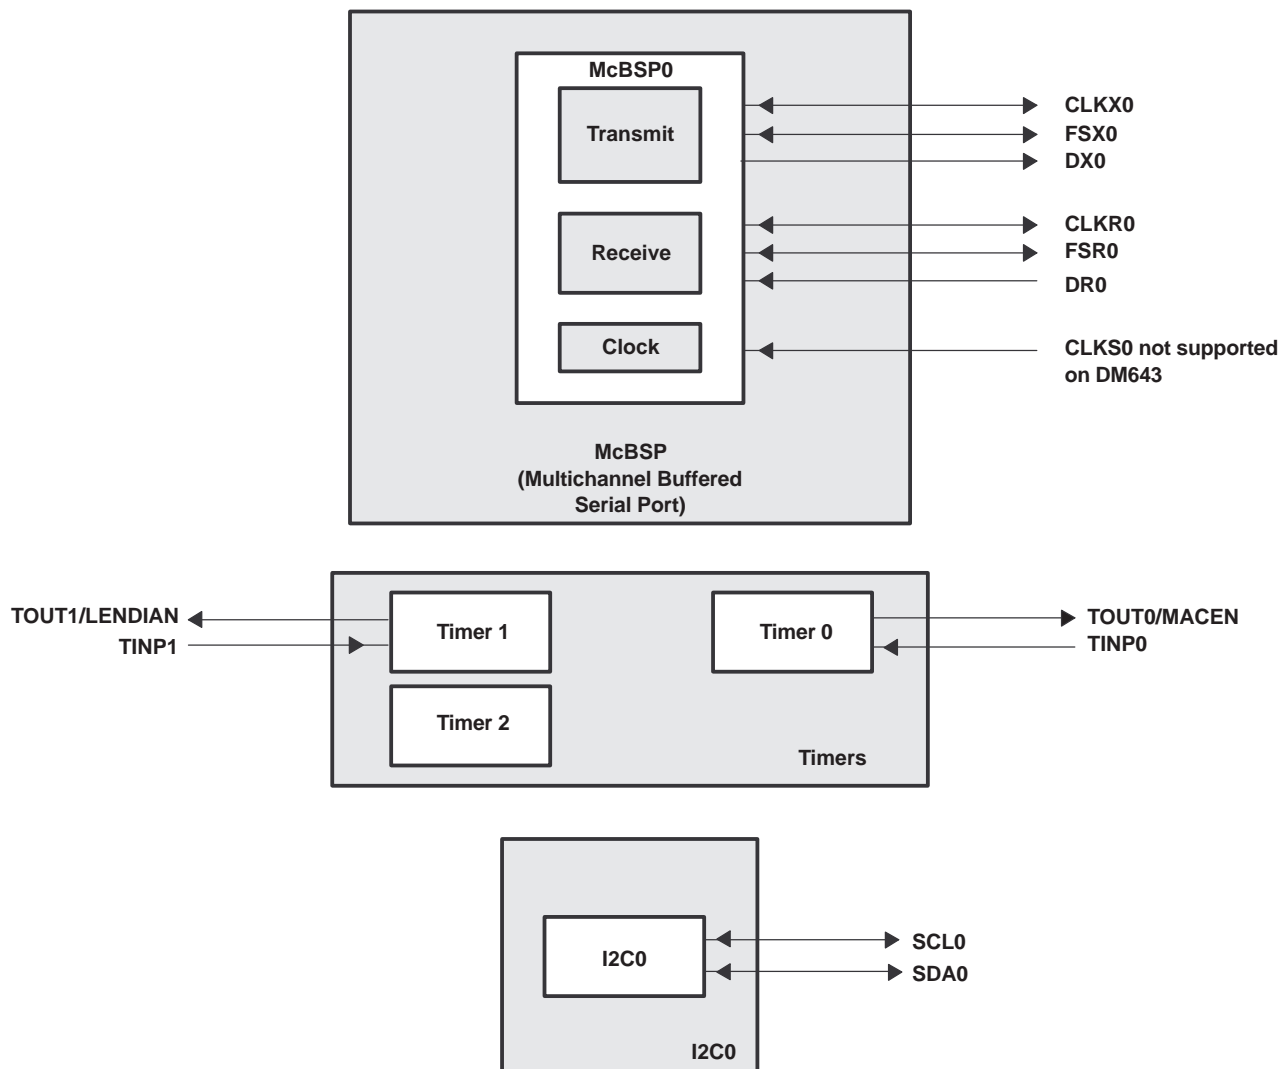 McBSP0
Transmit
CLKX0
FSX0
DX0
Receive
CLKR0
FSR0
DR0
Clock
CLKS0 not supported
on DM643
McBSP
(Multichannel Buffered
Serial Port)
TOUT1/LENDIAN
TINP1
Timer 1
Timer 0
TOUT0/MACEN
TINP0
Timer 2
Timers
I2C0
SCL0
SDA0
I2C0